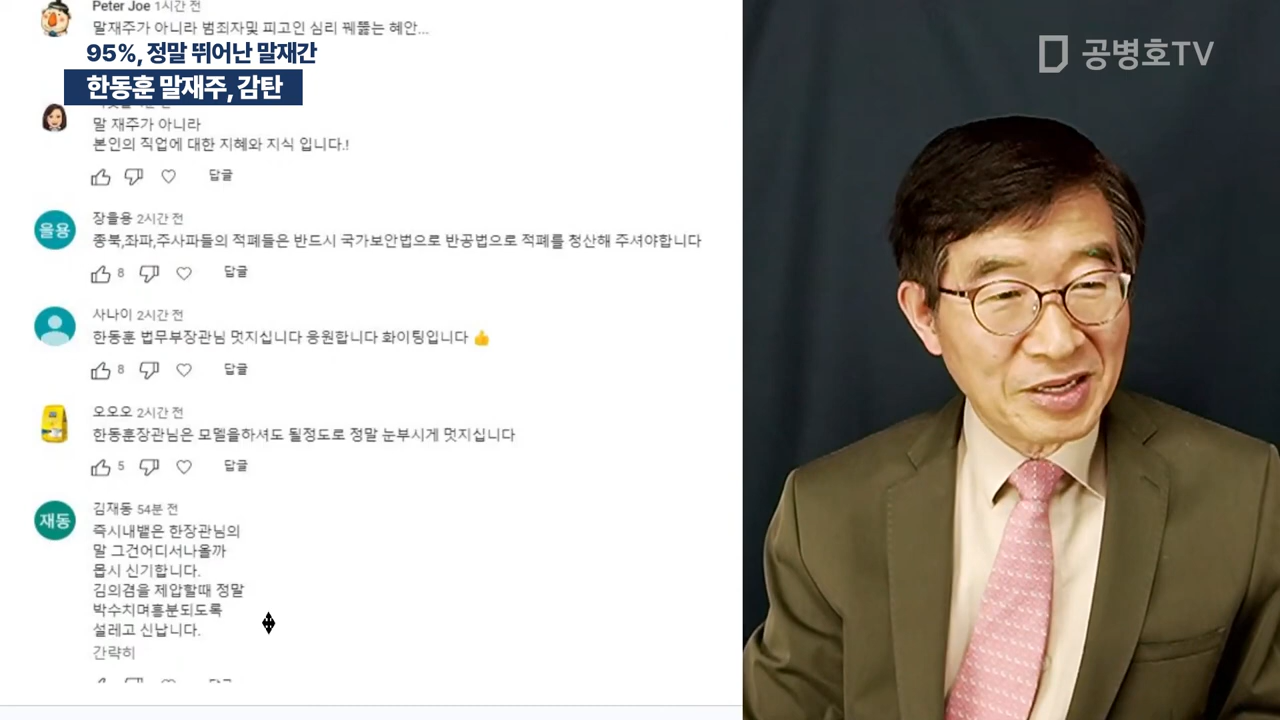 Peter Joe 1시간 전
말재주가 아니라 범죄자및 피고인 심리 꿰뚫는 혜안...
95%, 정말 뛰어난 말재간
한동훈 말재주, 감탄
공병호TV
말 재주가 아니라
본인의 직업에 대한 지혜와 지식 입니다.!
답글
을용
장을용 2시간 전
종북,좌파,주사파들의 적폐들은 반드시 국가보안법으로 반공법으로 적폐를 청산해 주셔야합니다
8 답글
사나이 2시간 전
한동훈 법무부장관님 멋지십니다 응원합니다 화이팅입니다 👍
8 답글
오오오 2시간 전
한동훈장관님은 모델을하셔도 될정도로 정말 눈부시게 멋지십니다
5 답글
재동
김재동 54분 전
즉시내뱉은 한장관님의
말 그건어디서나올까
몹시 신기합니다.
김의겸을 제압할때 정말
박수치며흥분되도록
설레고 신납니다.
간략히